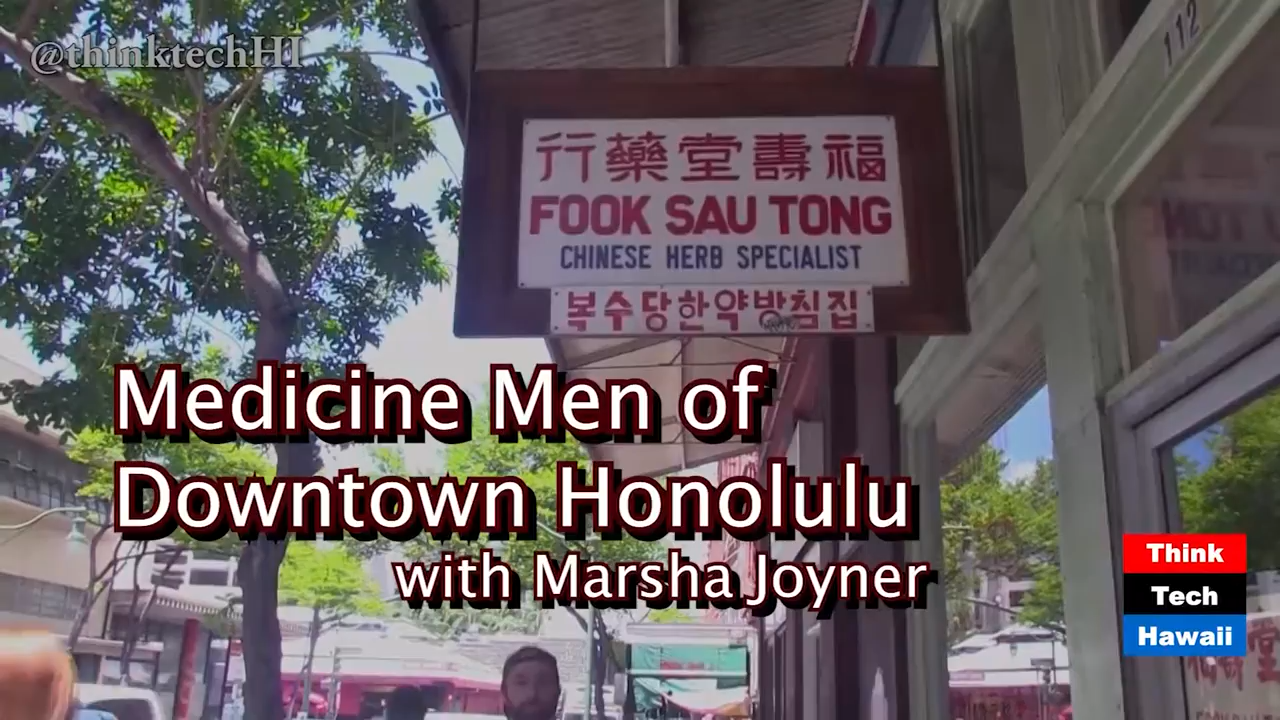 @thinktechHI
112
福壽堂藥行
FOOK SAU TONG
CHINESE HERB SPECIALIST
복수당한약방침집
Medicine Men of
Downtown Honolulu
with Marsha Joyner
Think
Tech
Hawaii